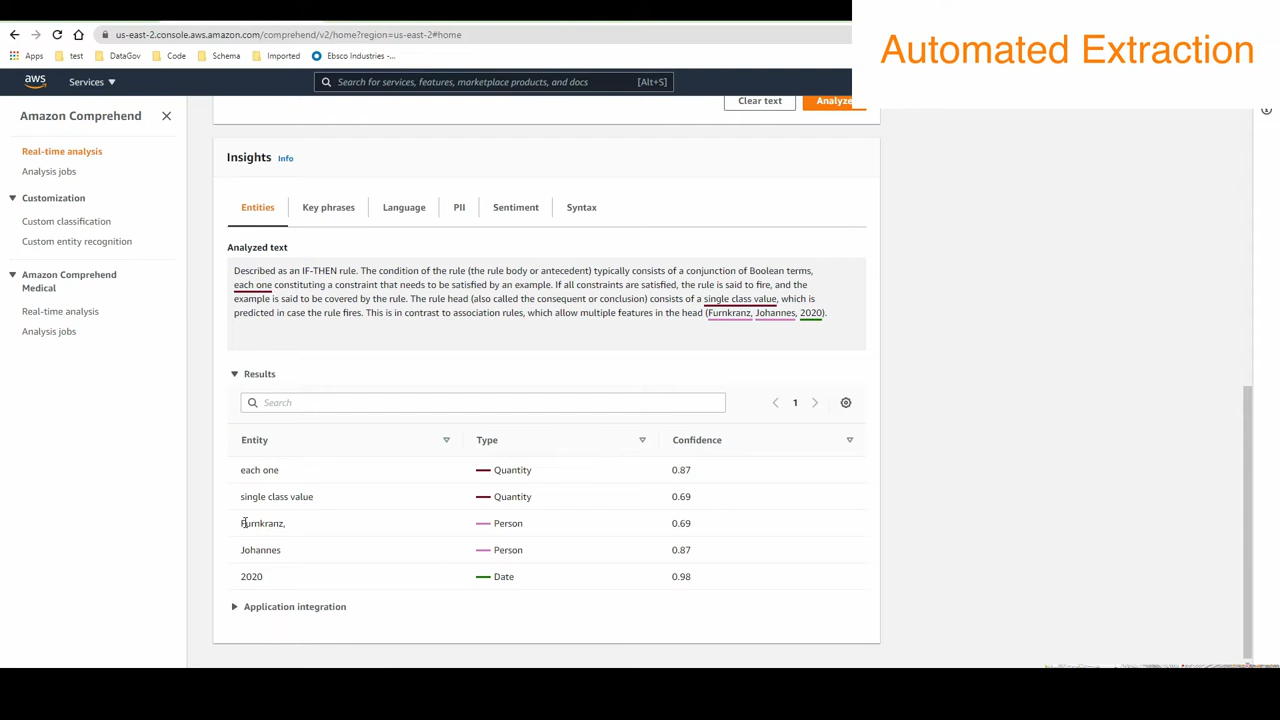 us-east-2.console.aws.amazon.com/comprehend/v2/home?region=us-east-2#home
Automated Extraction
Apps test DataGov Code Schema Imported Ebsco Industries -...
aws Services Search for services, features, marketplace products, and docs [Alt+S]
Amazon Comprehend
Clear text Analyze
Real-time analysis
Analysis jobs
Customization
Custom classification
Custom entity recognition
Amazon Comprehend
Medical
Real-time analysis
Analysis jobs
Insights Info
Entities Key phrases Language PII Sentiment Syntax
Analyzed text
Described as an IF-THEN rule. The condition of the rule (the rule body or antecedent) typically consists of a conjunction of Boolean terms,
each one constituting a constraint that needs to be satisfied by an example. If all constraints are satisfied, the rule is said to fire, and the
example is said to be covered by the rule. The rule head (also called the consequent or conclusion) consists of a single class value, which is
predicted in case the rule fires. This is in contrast to association rules, which allow multiple features in the head (Furnkranz, Johannes, 2020).
Results
Search
1
Entity Type Confidence
each one Quantity 0.87
single class value Quantity 0.69
Furnkranz, Person 0.69
Johannes Person 0.87
2020 Date 0.98
Application integration